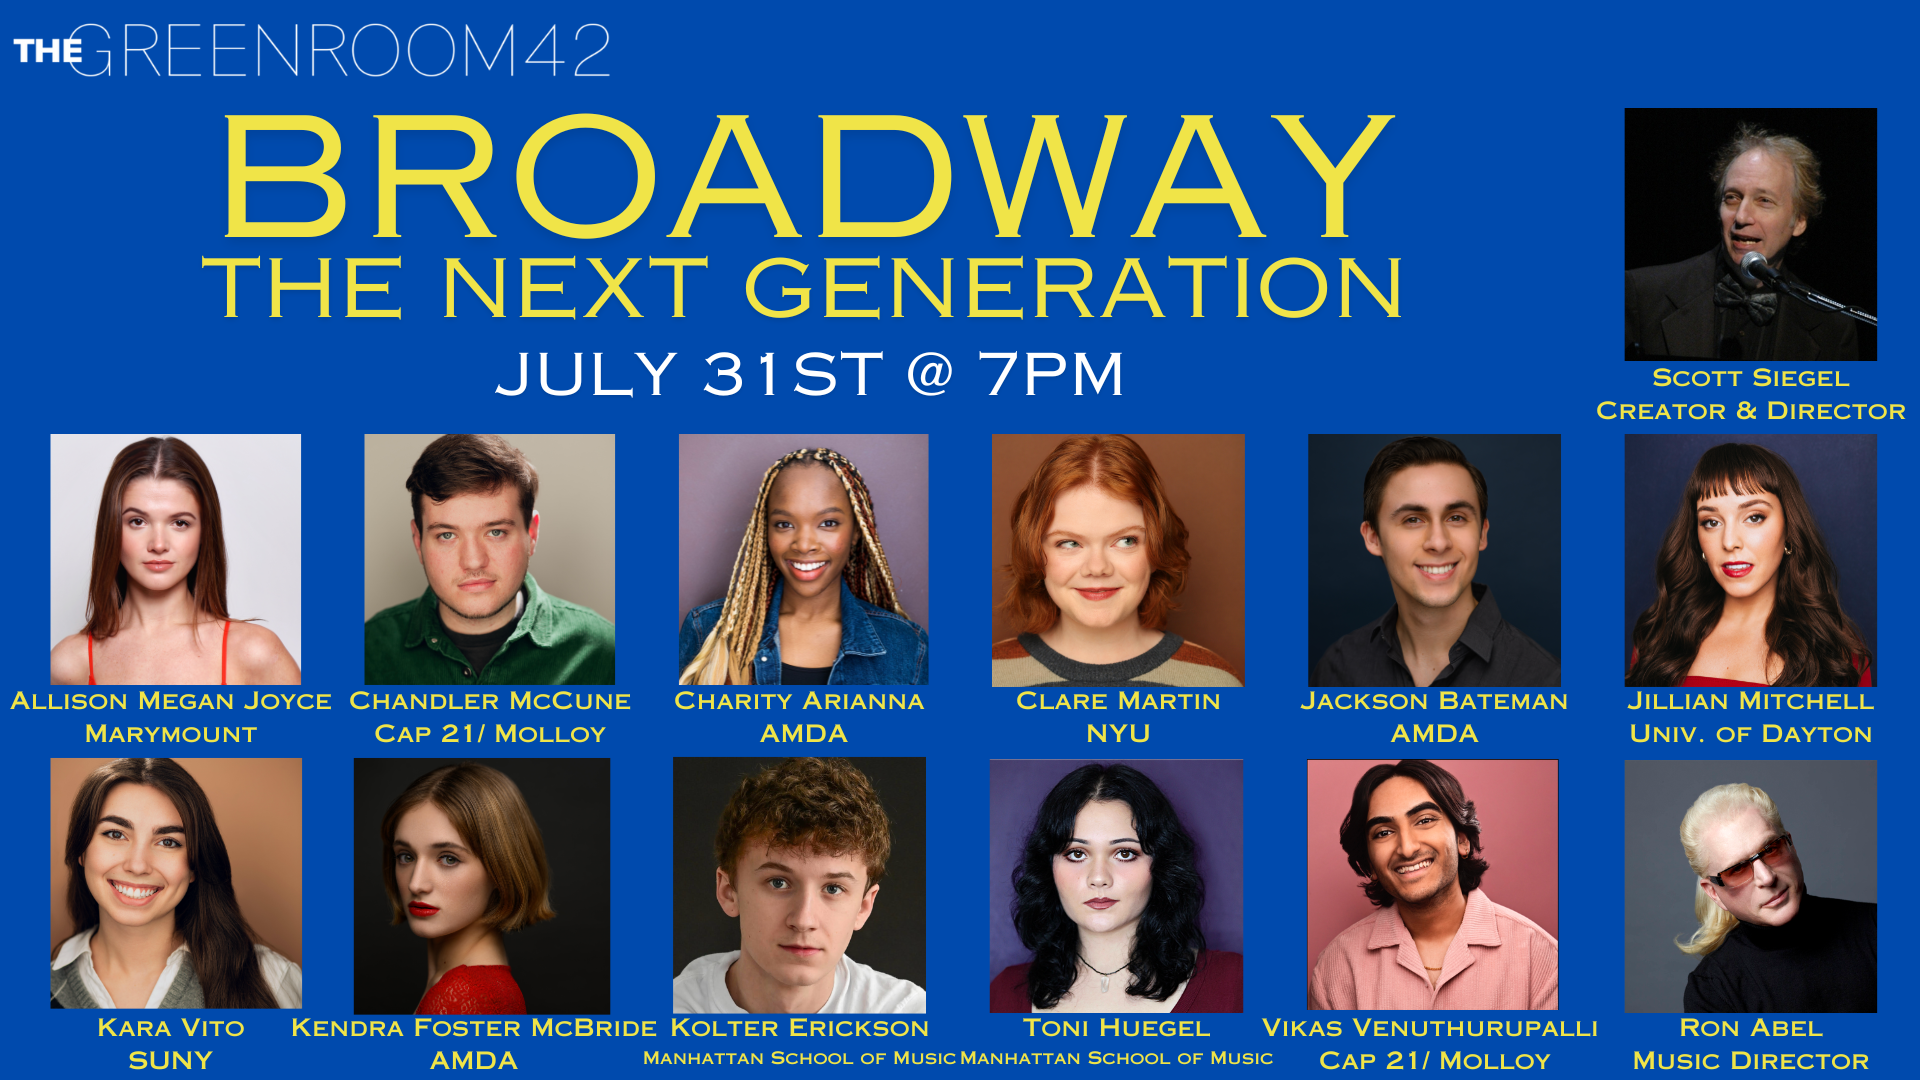 THE GREENROOM42
BROADWAY
THE NEXT GENERATION
JULY 31ST @ 7PM
SCOTT SIEGEL
CREATOR & DIRECTOR
ALLISON MEGAN JOYCE
MARYMOUNT
CHANDLER MCCUNE
CAP 21/ MOLLOY
CHARITY ARIANNA
AMDA
CLARE MARTIN
NYU
JACKSON BATEMAN
AMDA
JILLIAN MITCHELL
UNIV. OF DAYTON
KARA VITO
SUNY
KENDRA FOSTER MCBRIDE
AMDA
KOLTER ERICKSON
MANHATTAN SCHOOL OF MUSIC
TONI HUEGEL
MANHATTAN SCHOOL OF MUSIC
VIKAS VENUTHURUPALLI
CAP 21/ MOLLOY
RON ABEL
MUSIC DIRECTOR